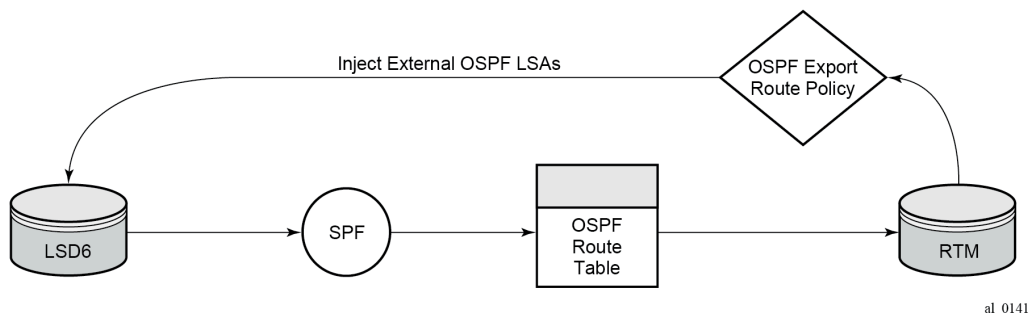 Inject External OSPF LSAs
OSPF Export
Route Policy
LSD6
SPF
OSPF
Route
Table
RTM
al_0141